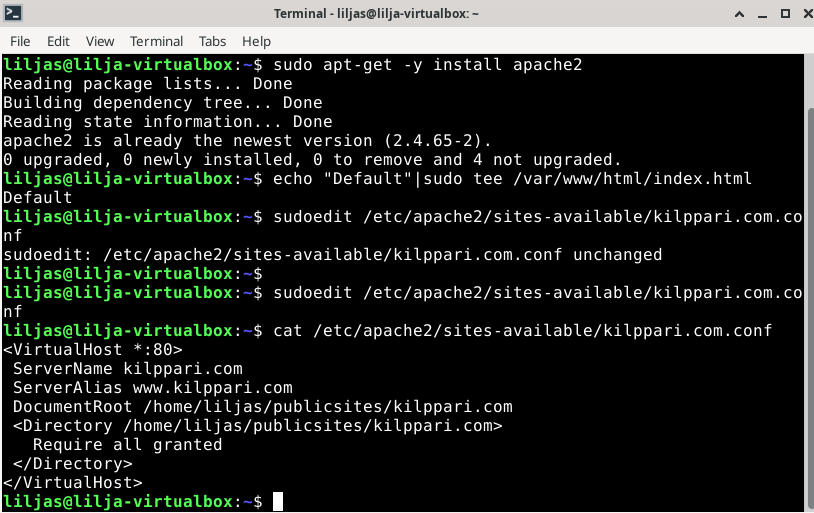 Terminal - liljas@lilja-virtualbox: ~
File Edit View Terminal Tabs Help
liljas@lilja-virtualbox:~$ sudo apt-get -y install apache2
Reading package lists... Done
Building dependency tree... Done
Reading state information... Done
apache2 is already the newest version (2.4.65-2).
0 upgraded, 0 newly installed, 0 to remove and 4 not upgraded.
liljas@lilja-virtualbox:~$ echo "Default"|sudo tee /var/www/html/index.html
Default
liljas@lilja-virtualbox:~$ sudoedit /etc/apache2/sites-available/kilppari.com.co
nf
sudoedit: /etc/apache2/sites-available/kilppari.com.conf unchanged
liljas@lilja-virtualbox:~$
liljas@lilja-virtualbox:~$ sudoedit /etc/apache2/sites-available/kilppari.com.co
nf
liljas@lilja-virtualbox:~$ cat /etc/apache2/sites-available/kilppari.com.conf
<VirtualHost *:80>
 ServerName kilppari.com
 ServerAlias www.kilppari.com
 DocumentRoot /home/liljas/publicsites/kilppari.com
 <Directory /home/liljas/publicsites/kilppari.com>
   Require all granted
 </Directory>
</VirtualHost>
liljas@lilja-virtualbox:~$